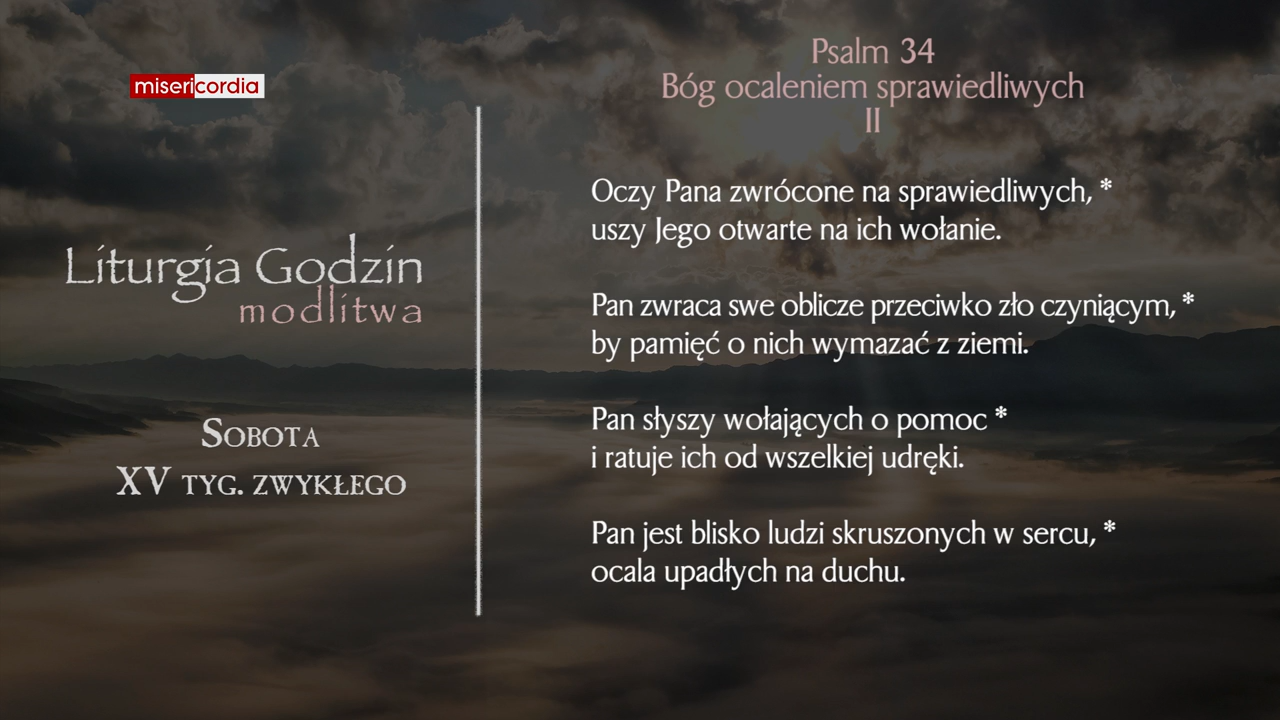 misericordia
Liturgia Godzin
modlitwa
SOBOTA
XV TYG. ZWYKŁEGO
Psalm 34
Bóg ocaleniem sprawiedliwych
II
Oczy Pana zwrócone na sprawiedliwych, *
uszy Jego otwarte na ich wołanie.
Pan zwraca swe oblicze przeciwko zło czyniącym, *
by pamięć o nich wymazać z ziemi.
Pan słyszy wołających o pomoc *
i ratuje ich od wszelkiej udręki.
Pan jest blisko ludzi skruszonych w sercu, *
ocala upadłych na duchu.